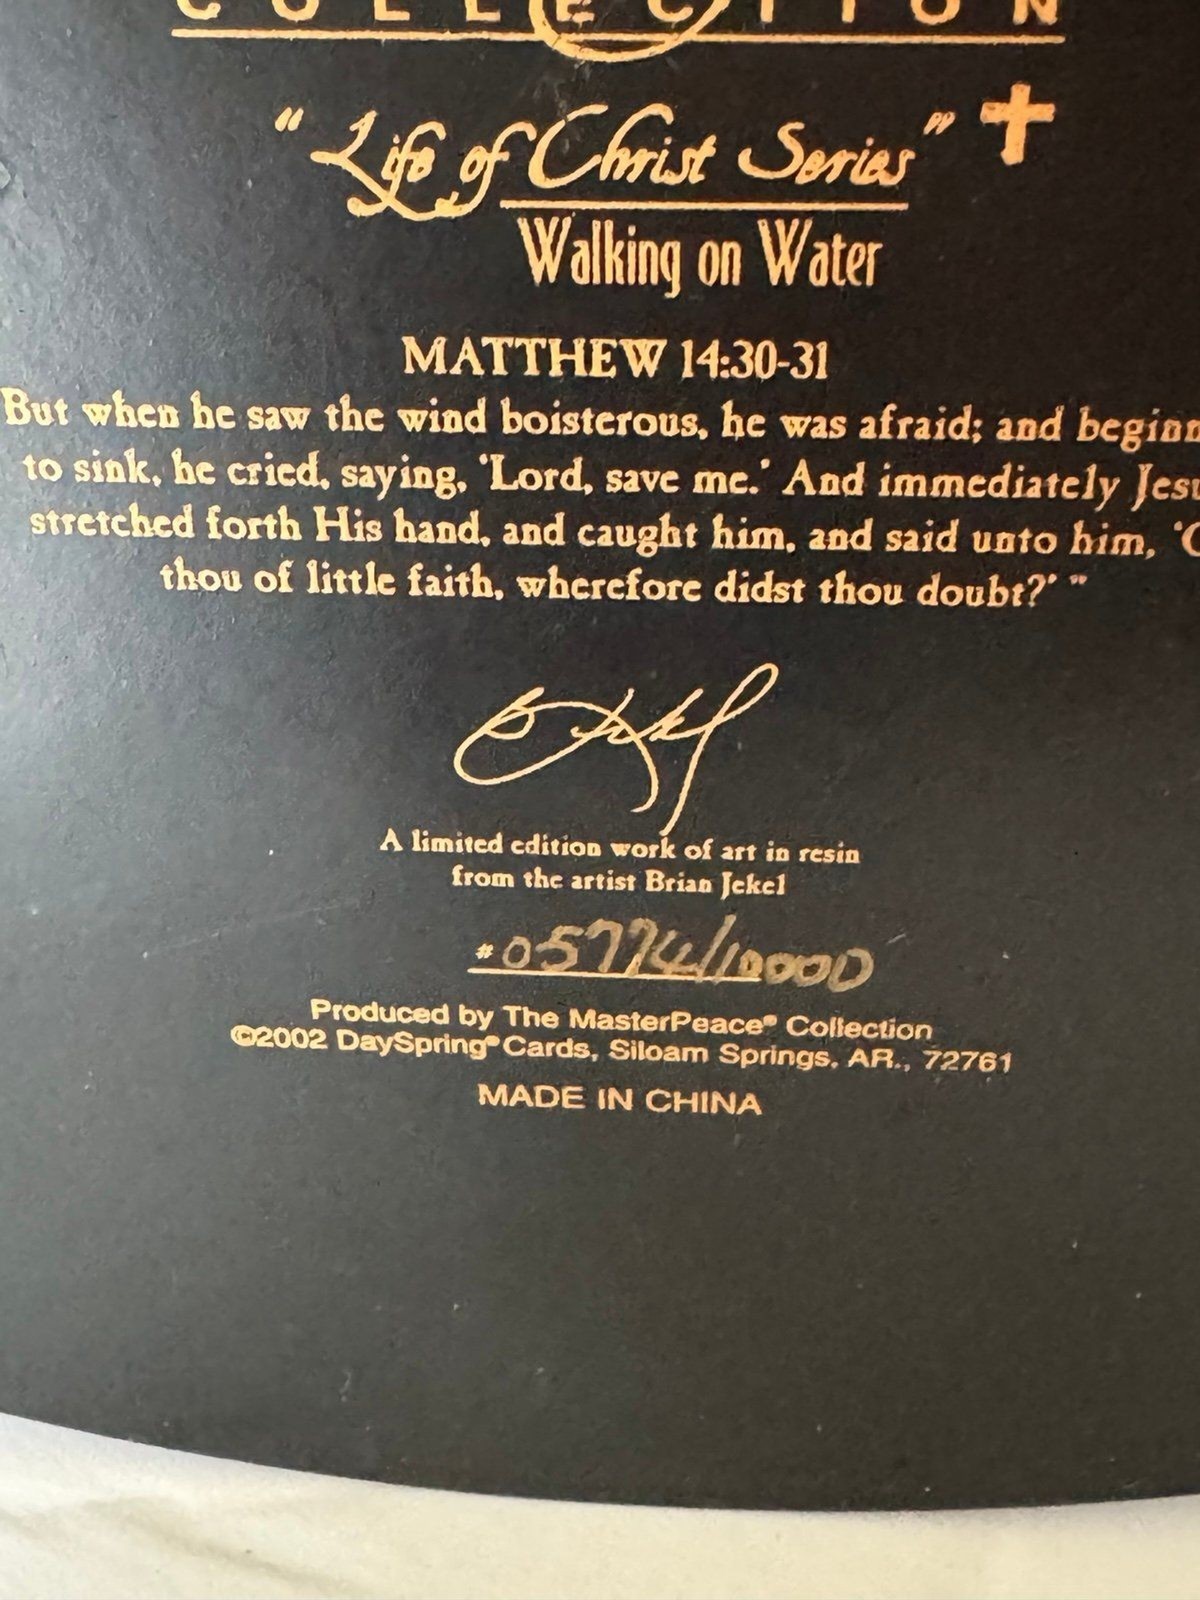 COLLECTION
"Life of Christ Series"
Walking on Water
MATTHEW 14:30-31
But when he saw the wind boisterous, he was afraid; and beginn
to sink, he cried, saying, 'Lord, save me.' And immediately Jesu
stretched forth His hand, and caught him, and said unto him, 'O
thou of little faith, wherefore didst thou doubt?' "
A limited edition work of art in resin
from the artist Brian Jekel
#05774/10000
Produced by The MasterPeace® Collection
©2002 DaySpring® Cards, Siloam Springs, AR., 72761
MADE IN CHINA